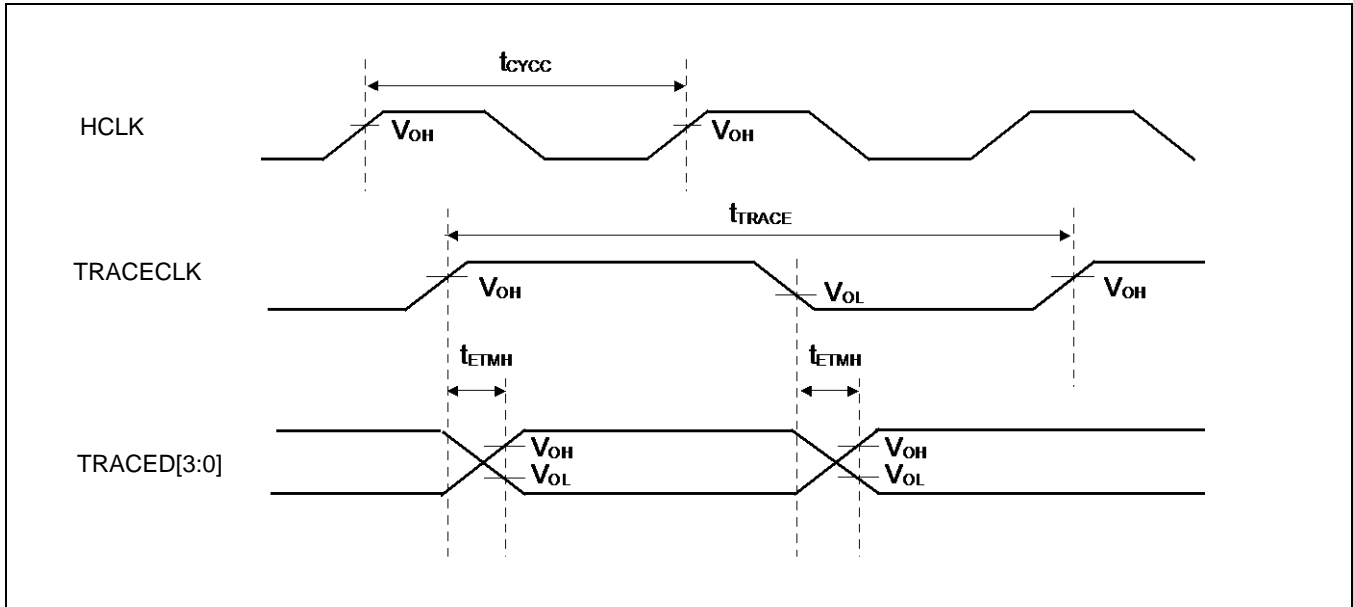 tCYCC
HCLK
VOH
VOH
tTRACE
TRACECLK
VOH
VOL
VOH
tETMH
tETMH
TRACED[3:0]
VOH
VOH
VOL
VOL